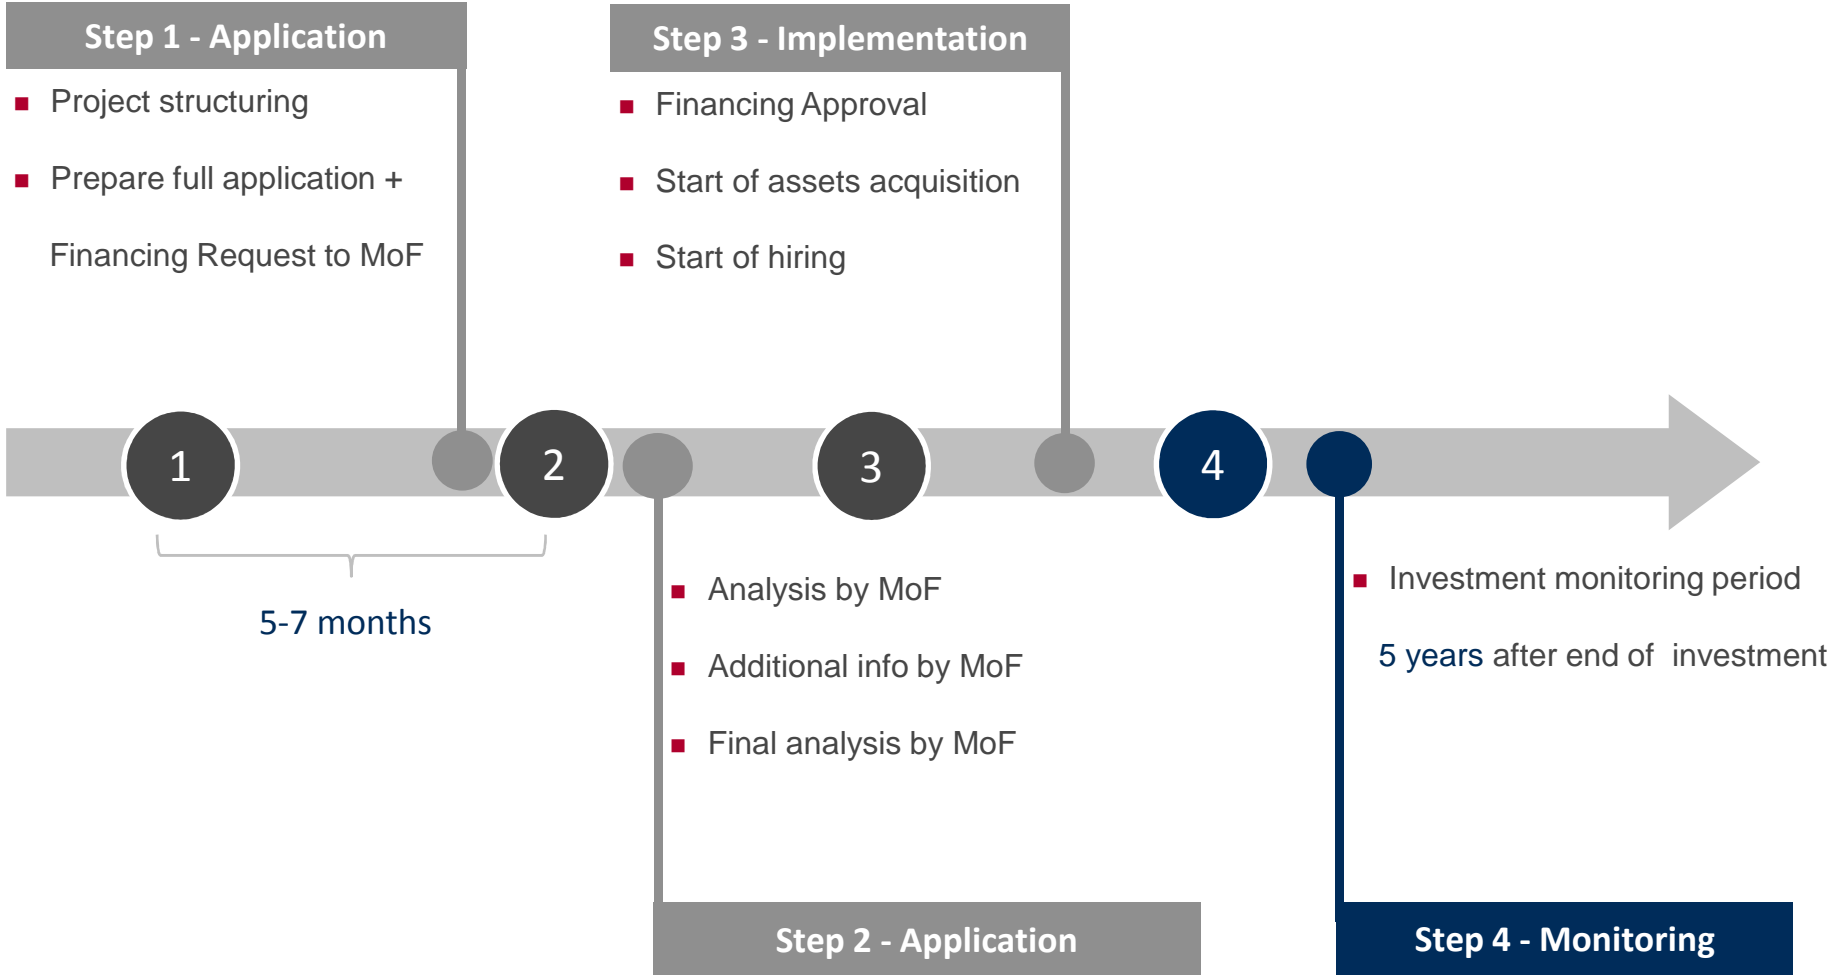 Step 1 - Application
■ Project structuring
■ Prepare full application +
Financing Request to MoF
Step 3 - Implementation
■ Financing Approval
■ Start of assets acquisition
■ Start of hiring
1
2
3
4
5-7 months
■ Analysis by MoF
■ Additional info by MoF
■ Final analysis by MoF
Step 2 - Application
■ Investment monitoring period
5 years after end of investment
Step 4 - Monitoring